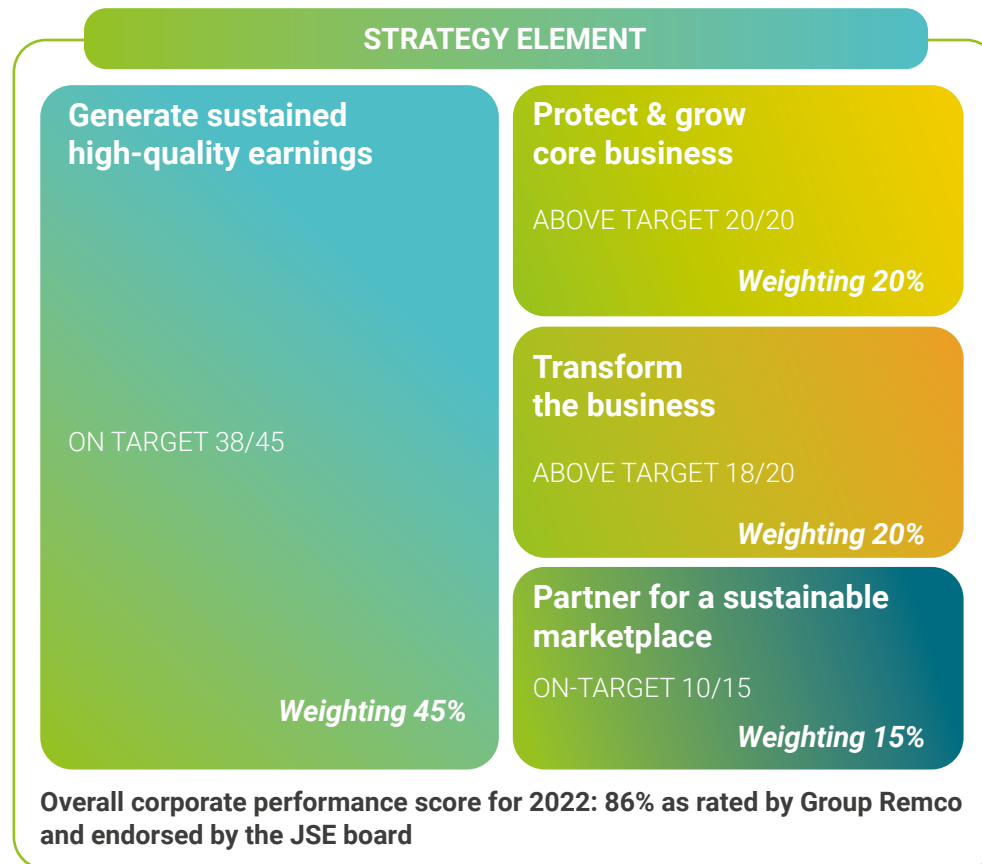 STRATEGY ELEMENT
Generate sustained
high-quality earnings
ON TARGET 38/45
Weighting 45%
Protect & grow
core business
ABOVE TARGET 20/20
Weighting 20%
Transform
the business
ABOVE TARGET 18/20
Weighting 20%
Partner for a sustainable
marketplace
ON-TARGET 10/15
Weighting 15%
Overall corporate performance score for 2022: 86% as rated by Group Remco
and endorsed by the JSE board